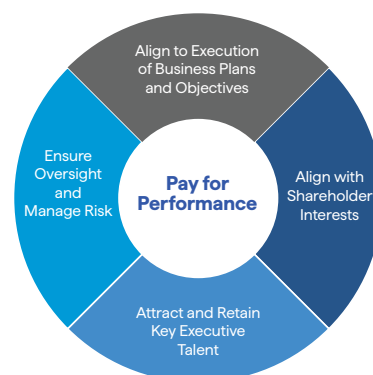 Align to Execution
of Business Plans
and Objectives
Ensure
Oversight
and
Manage Risk
Pay for
Performance
Align with
Shareholder
Interests
Attract and Retain
Key Executive
Talent